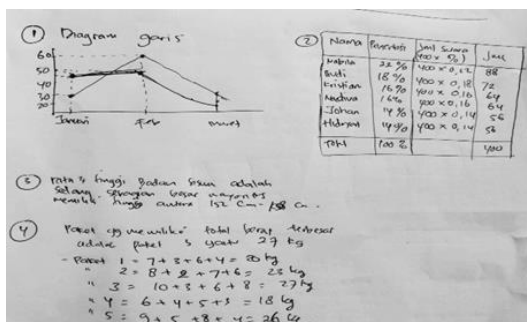 ① Diagram garis
60
50
40
30
20
Januari Feb maret
② Nama Persentasi Jml Suara (400 x %) Jml
22 % 400 x 0,22 88
Budi 18 % 400 x 0,18 72
Kristian 16 % 400 x 0,16 64
16 % 400 x 0,16 64
Johan 14 % 400 x 0,14 56
Hidayat 14 % 400 x 0,14 56
Total 100 % 400
③ rata² tinggi Badan siswa adalah
sedang. sebagian besar mayoritas
memiliki tinggi antara 152 cm - 158 cm.
④ Paket yg memiliki total berat terbesar
adalah paket 3 yaitu 27 kg
- Paket 1 = 7 + 3 + 6 + 4 = 20 kg
" 2 = 8 + 2 + 7 + 6 = 23 kg
" 3 = 10 + 3 + 6 + 8 = 27 kg
" 4 = 6 + 4 + 5 + 3 = 18 kg
" 5 = 9 + 5 + 8 + 4 = 26 kg